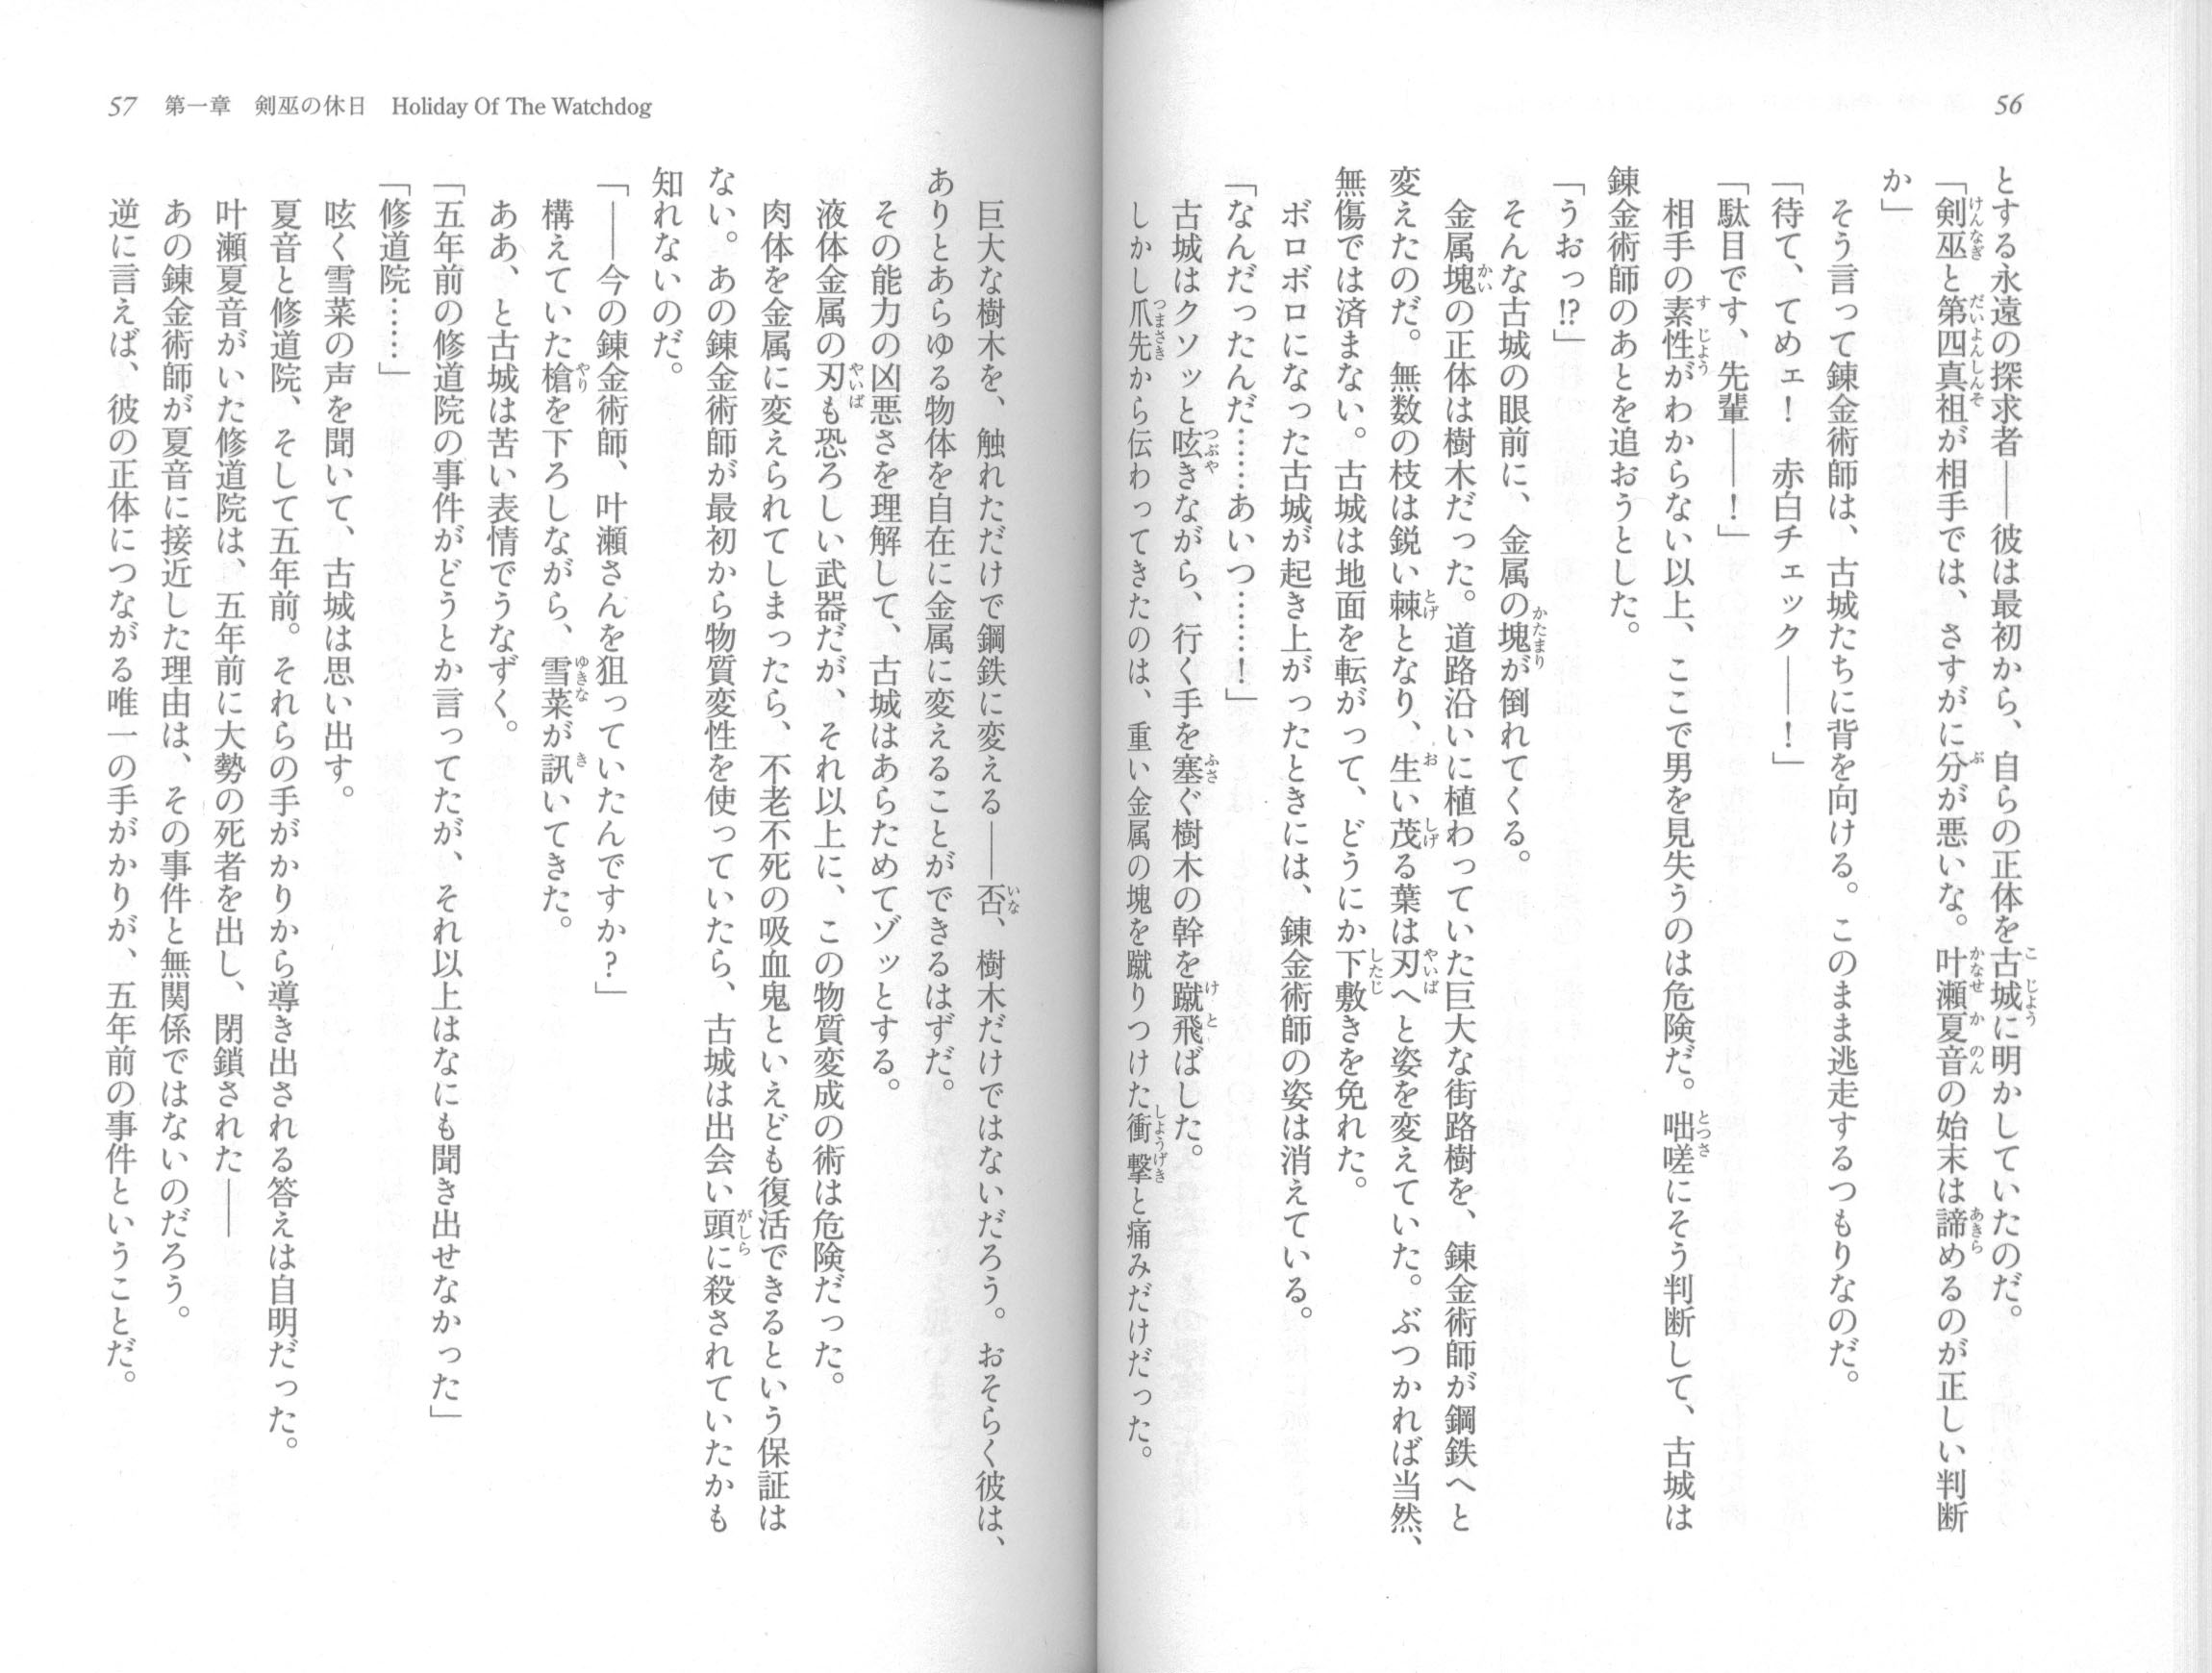 56
とする永遠の探求者――彼は最初から、自らの正体を古城に明かしていたのだ。
「剣巫と第四真祖が相手では、さすがに分が悪いな。叶瀬夏音の始末は諦めるのが正しい判断
か」
そう言って錬金術師は、古城たちに背を向ける。このまま逃走するつもりなのだ。
「待て、てめェ！　赤白チェック――！」
「駄目です、先輩――！」
相手の素性がわからない以上、ここで男を見失うのは危険だ。咄嗟にそう判断して、古城は
錬金術師のあとを追おうとした。
「うおっ!?」
そんな古城の眼前に、金属の塊が倒れてくる。
金属塊の正体は樹木だった。道路沿いに植わっていた巨大な街路樹を、錬金術師が鋼鉄へと
変えたのだ。無数の枝は鋭い棘となり、生い茂る葉は刃へと姿を変えていた。ぶつかれば当然、
無傷では済まない。古城は地面を転がって、どうにか下敷きを免れた。
ボロボロになった古城が起き上がったときには、錬金術師の姿は消えている。
「なんだったんだ……あいつ……！」
古城はクソッと呟きながら、行く手を塞ぐ樹木の幹を蹴飛ばした。
しかし爪先から伝わってきたのは、重い金属の塊を蹴りつけた衝撃と痛みだけだった。
57　第一章　剣巫の休日　Holiday Of The Watchdog
巨大な樹木を、触れただけで鋼鉄に変える――否、樹木だけではないだろう。おそらく彼は、
ありとあらゆる物体を自在に金属に変えることができるはずだ。
その能力の凶悪さを理解して、古城はあらためてゾッとする。
液体金属の刃も恐ろしい武器だが、それ以上に、この物質変成の術は危険だった。
肉体を金属に変えられてしまったら、不老不死の吸血鬼といえども復活できるという保証は
ない。あの錬金術師が最初から物質変性を使っていたら、古城は出会い頭に殺されていたかも
知れないのだ。
「――今の錬金術師、叶瀬さんを狙っていたんですか？」
構えていた槍を下ろしながら、雪菜が訊いてきた。
ああ、と古城は苦い表情でうなずく。
「五年前の修道院の事件がどうとか言ってたが、それ以上はなにも聞き出せなかった」
「修道院……」
呟く雪菜の声を聞いて、古城は思い出す。
夏音と修道院、そして五年前。それらの手がかりから導き出される答えは自明だった。
叶瀬夏音がいた修道院は、五年前に大勢の死者を出し、閉鎖された――
あの錬金術師が夏音に接近した理由は、その事件と無関係ではないのだろう。
逆に言えば、彼の正体につながる唯一の手がかりが、五年前の事件ということだ。